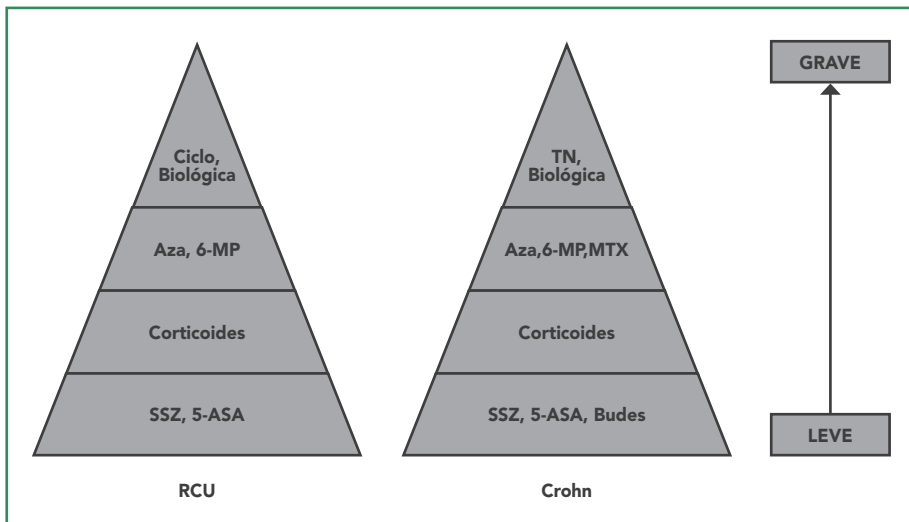 Ciclo,
Biológica
Aza, 6-MP
Corticoides
SSZ, 5-ASA
RCU
TN,
Biológica
Aza,6-MP,MTX
Corticoides
SSZ, 5-ASA, Budes
Crohn
GRAVE
LEVE